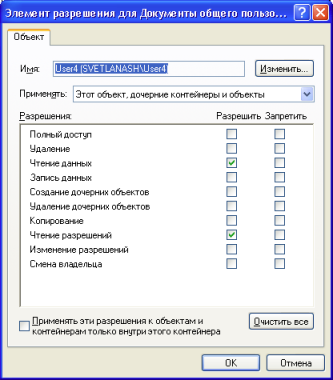 Элемент разрешения для Документы общего пользо...
Объект
Имя: User4 (SVETLANASH\User4) Изменить...
Применять: Этот объект, дочерние контейнеры и объекты
Разрешения: Разрешить Запретить
Полный доступ
Удаление
Чтение данных
Запись данных
Создание дочерних объектов
Удаление дочерних объектов
Копирование
Чтение разрешений
Изменение разрешений
Смена владельца
Применять эти разрешения к объектам и
контейнерам только внутри этого контейнера
Очистить все
ОК Отмена